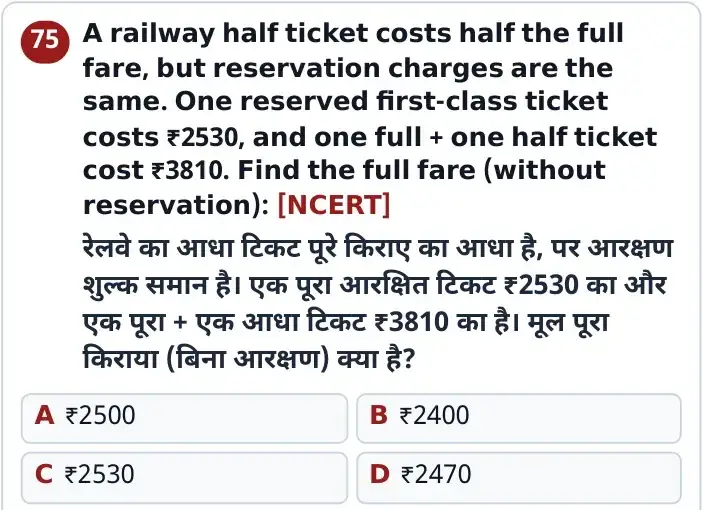 75 A railway half ticket costs half the full
fare, but reservation charges are the
same. One reserved first-class ticket
costs ₹2530, and one full + one half ticket
cost ₹3810. Find the full fare (without
reservation): [NCERT]
रेलवे का आधा टिकट पूरे किराए का आधा है, पर आरक्षण
शुल्क समान है। एक पूरा आरक्षित टिकट ₹2530 का और
एक पूरा + एक आधा टिकट ₹3810 का है। मूल पूरा
किराया (बिना आरक्षण) क्या है?
A ₹2500
B ₹2400
C ₹2530
D ₹2470